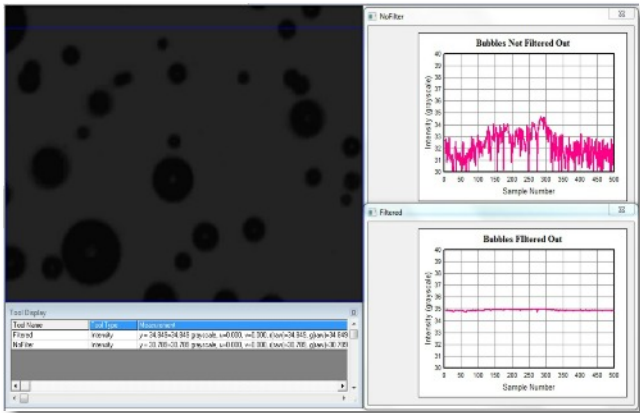 NoFilter
Bubbles Not Filtered Out
Intensity (grayscale)
40
39
38
37
36
35
34
33
32
31
30
0 50 100 150 200 250 300 350 400 450 500
Sample Number
Filtered
Bubbles Filtered Out
Intensity (grayscale)
40
39
38
37
36
35
34
33
32
31
30
0 50 100 150 200 250 300 350 400 450 500
Sample Number
Tool Display
Tool Name Tool Type Measurement
Filtered Intensity grayscale,
NoFilter Intensity grayscale,